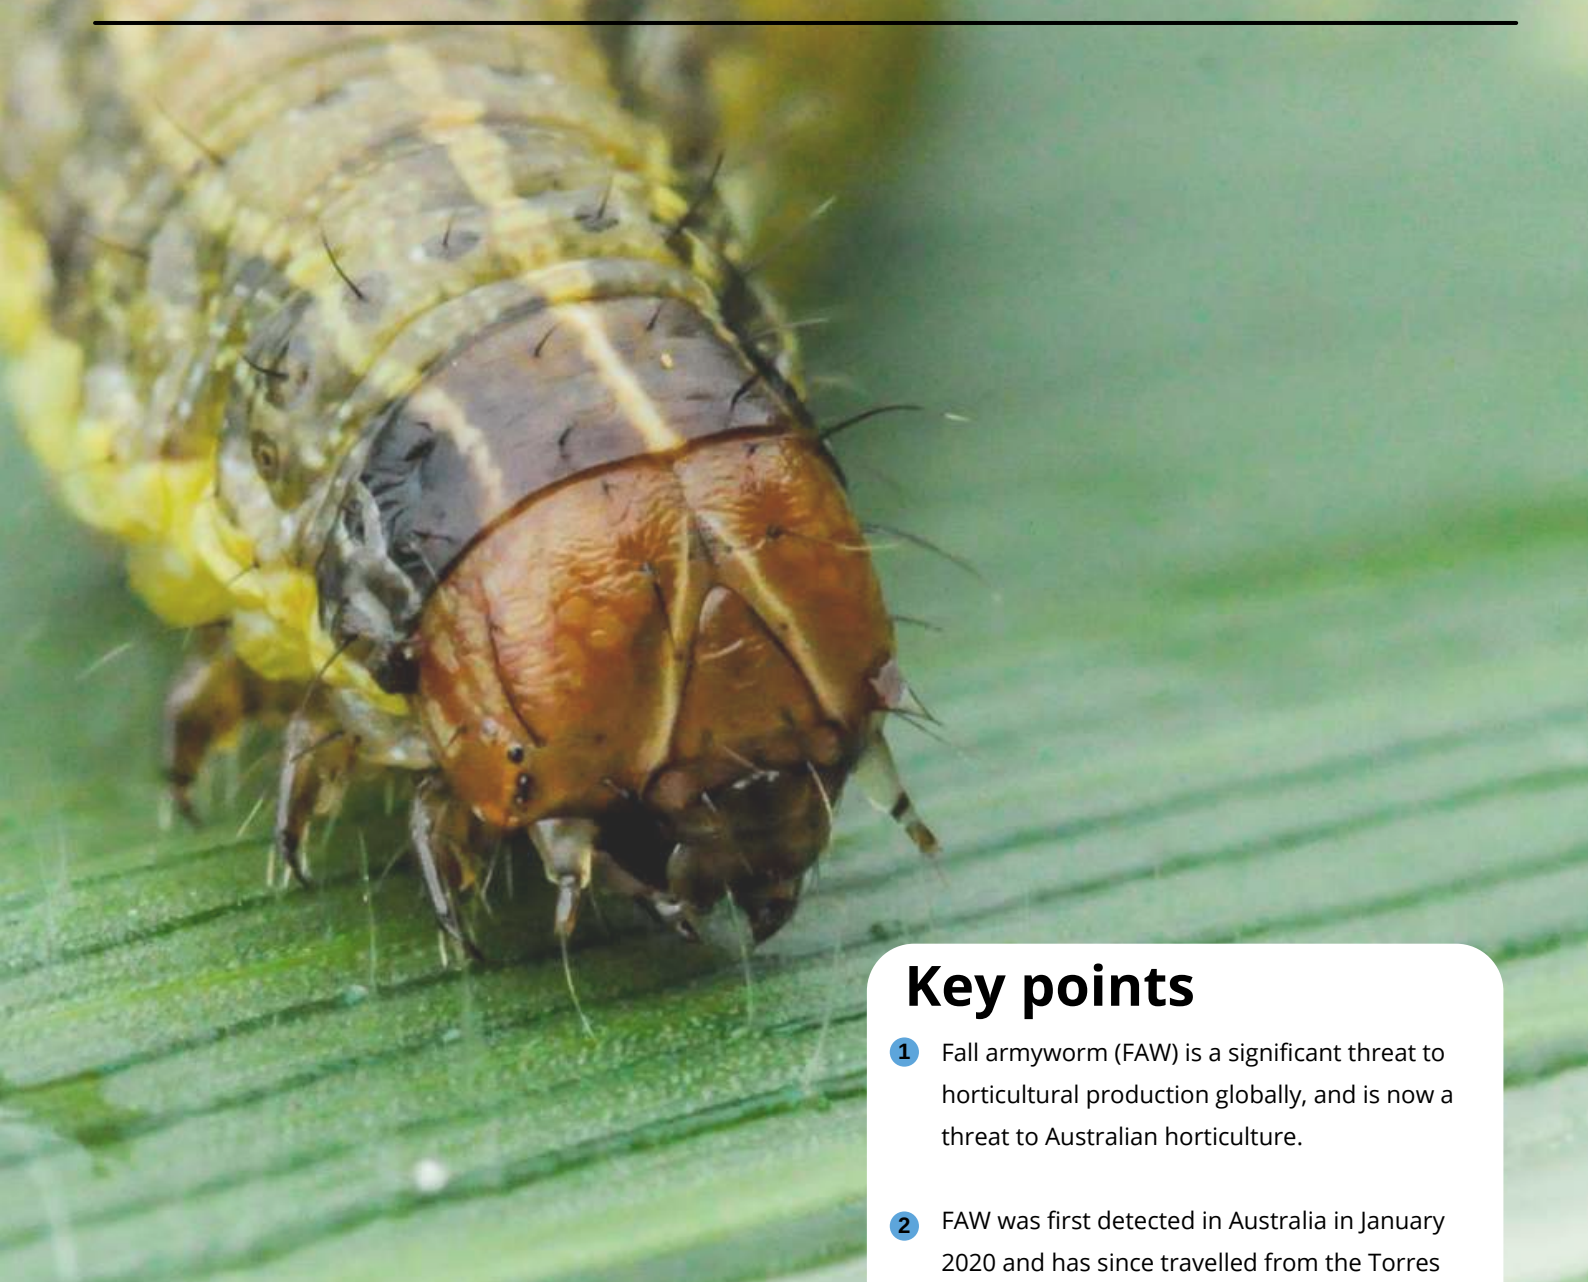 Key points
1 Fall armyworm (FAW) is a significant threat to
horticultural production globally, and is now a
threat to Australian horticulture.
2 FAW was first detected in Australia in January
2020 and has since travelled from the Torres